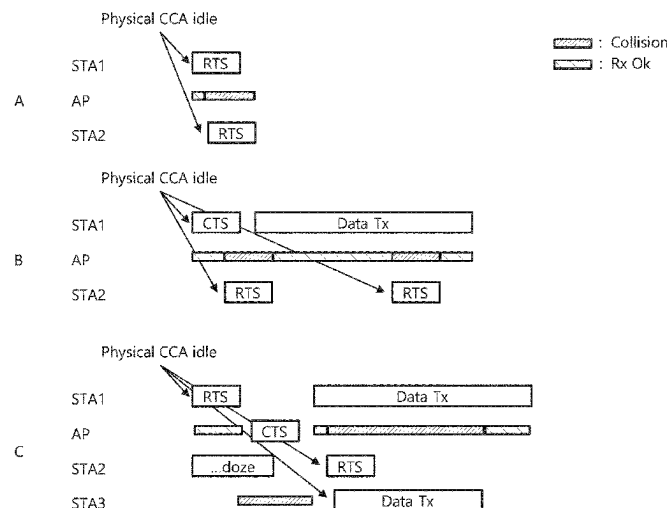 Physical CCA idle
: Collision
STA1 RTS
: Rx Ok
A AP
STA2 RTS
Physical CCA idle
STA1 CTS Data Tx
B AP
STA2 RTS RTS
Physical CCA idle
STA1 RTS Data Tx
AP CTS
C STA2 ...doze RTS
STA3 Data Tx